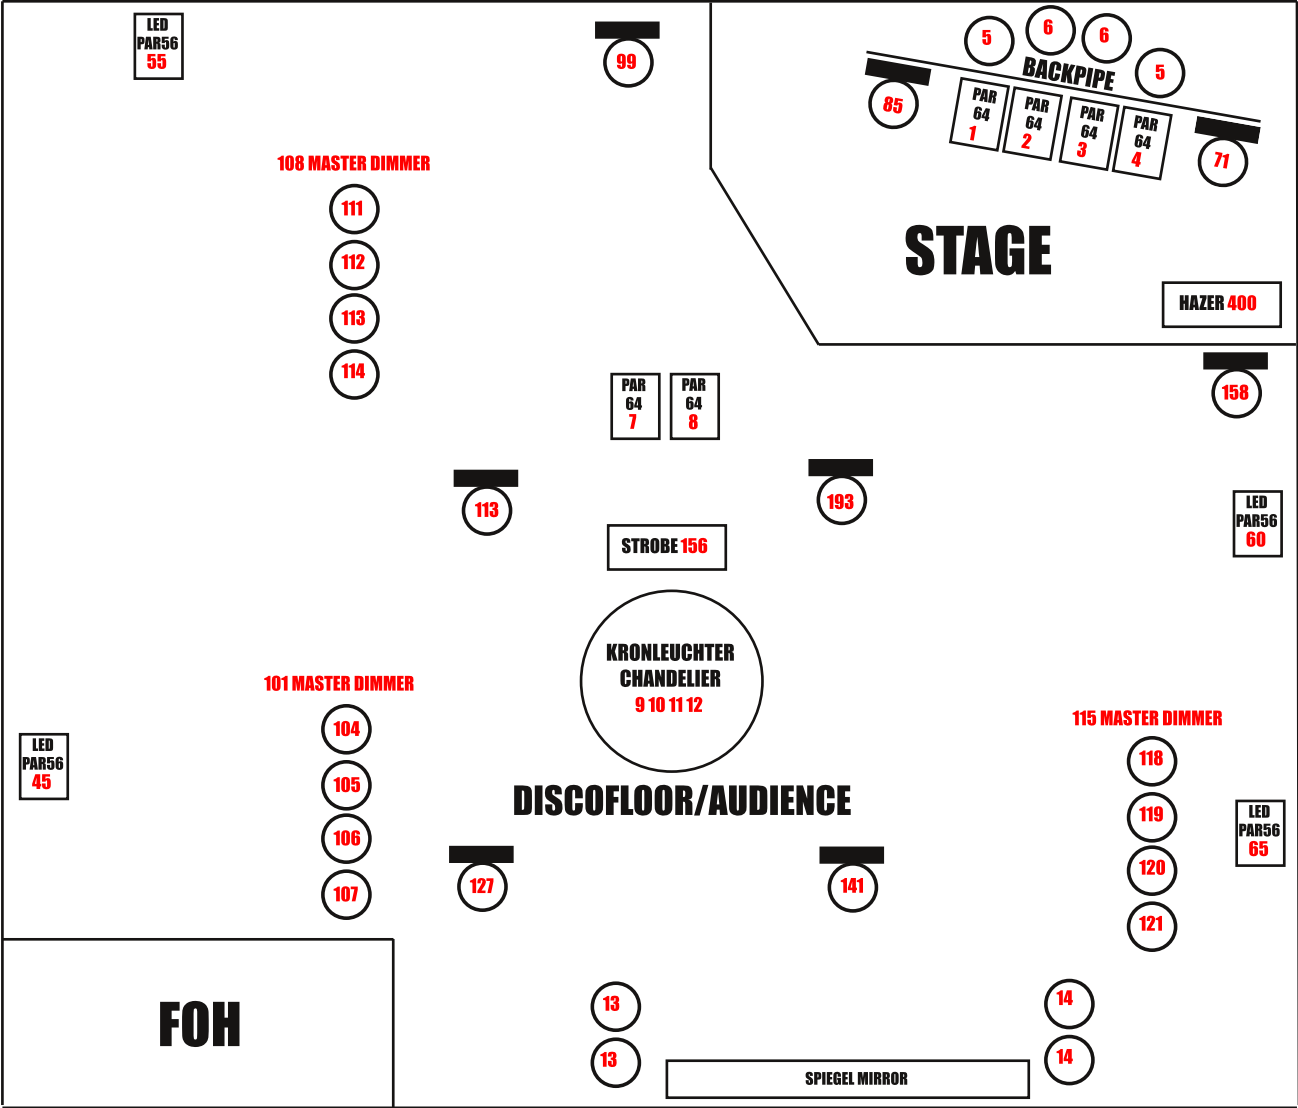 LED
PAR56
55
99
5
6
6
5
BACKPIPE
85
PAR
64
1
PAR
64
2
PAR
64
3
PAR
64
4
71
108 MASTER DIMMER
111
112
113
114
STAGE
HAZER 400
PAR
64
7
PAR
64
8
158
113
193
STROBE 156
LED
PAR56
60
KRONLEUCHTER
CHANDELIER
9 10 11 12
101 MASTER DIMMER
104
105
106
107
LED
PAR56
45
115 MASTER DIMMER
118
119
120
121
DISCOFLOOR/AUDIENCE
LED
PAR56
65
127
141
FOH
13
13
14
14
SPIEGEL MIRROR